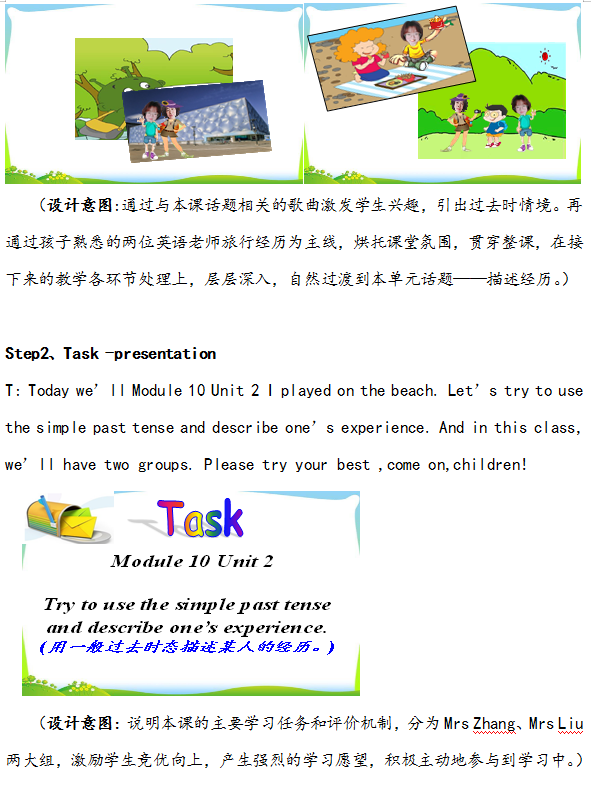 （设计意图:通过与本课话题相关的歌曲激发学生兴趣，引出过去时情境。再
通过孩子熟悉的两位英语老师旅行经历为主线，烘托课堂氛围，贯穿整课，在接
下来的教学各环节处理上，层层深入，自然过渡到本单元话题——描述经历。）
Step2、Task -presentation
T: Today we’ll Module 10 Unit 2 I played on the beach. Let’s try to use
the simple past tense and describe one’s experience. And in this class,
we’ll have two groups. Please try your best ,come on,children!
Task
Module 10 Unit 2
Try to use the simple past tense
and describe one’s experience.
(用一般过去时态描述某人的经历。)
（设计意图: 说明本课的主要学习任务和评价机制，分为 Mrs Zhang、Mrs Liu
两大组，激励学生竞优向上，产生强烈的学习愿望，积极主动地参与到学习中。）